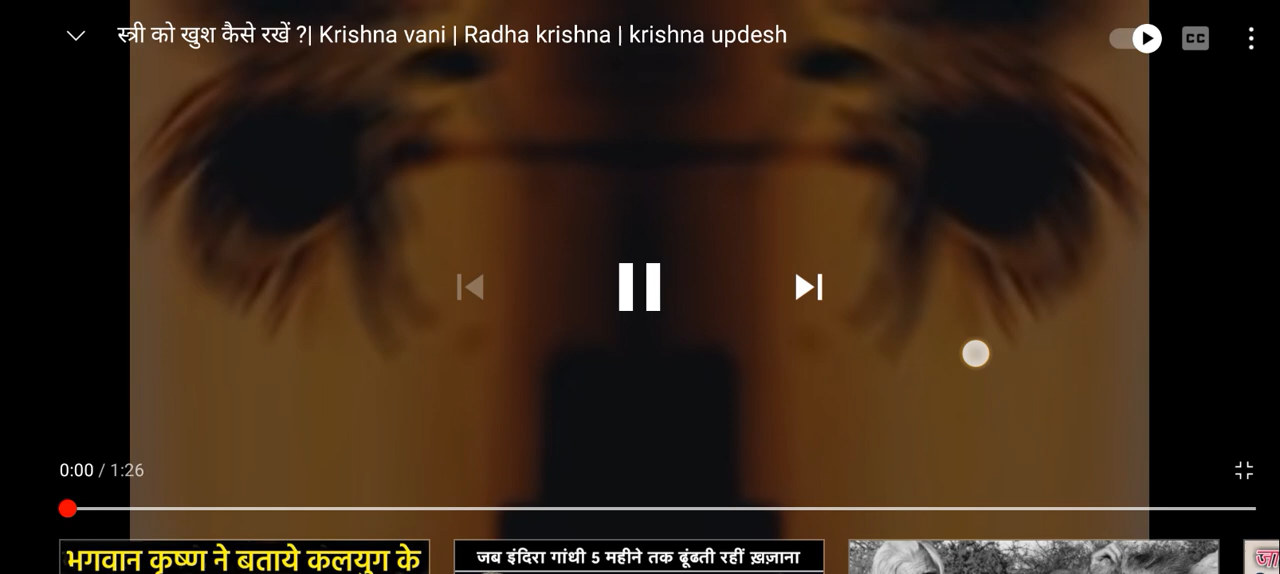 स्त्री को खुश कैसे रखें ?| Krishna vani | Radha krishna | krishna updesh
CC
0:00 / 1:26
भगवान कृष्ण ने बताये कलयुग के
जब इंदिरा गांधी 5 महीने तक ढूंढती रहीं ख़ज़ाना